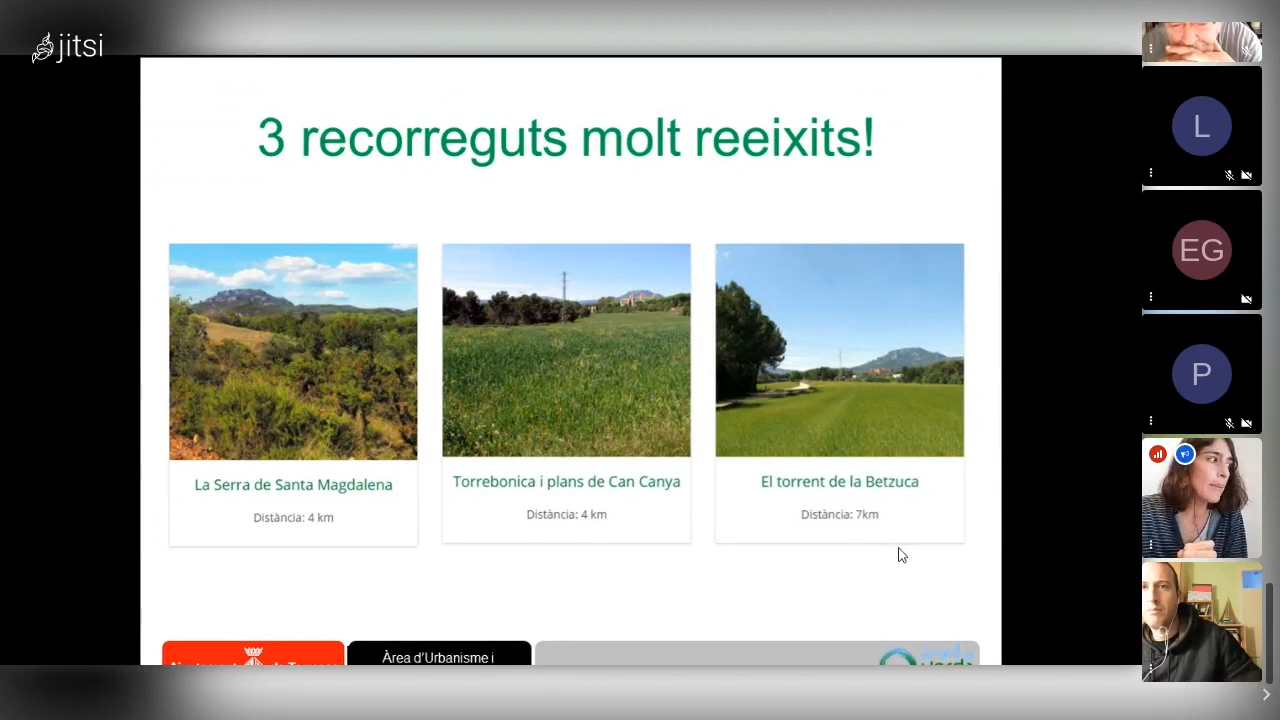 jitsi
3 recorreguts molt reeixits!
La Serra de Santa Magdalena
Distància: 4 km
Torrebonica i plans de Can Canya
Distància: 4 km
El torrent de la Betzuca
Distància: 7km
Àrea d'Urbanisme i
L
EG
P